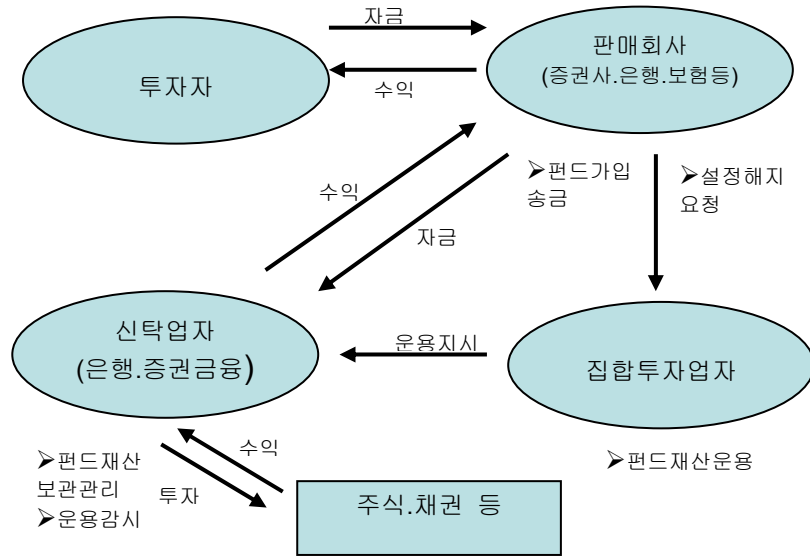 자금
투자자
판매회사
(증권사.은행.보험등)
수익
수익
➢펀드가입
송금
➢설정해지
요청
자금
신탁업자
(은행.증권금융)
운용지시
집합투자업자
➢펀드재산
보관관리
➢운용감시
수익
투자
➢펀드재산운용
주식.채권 등